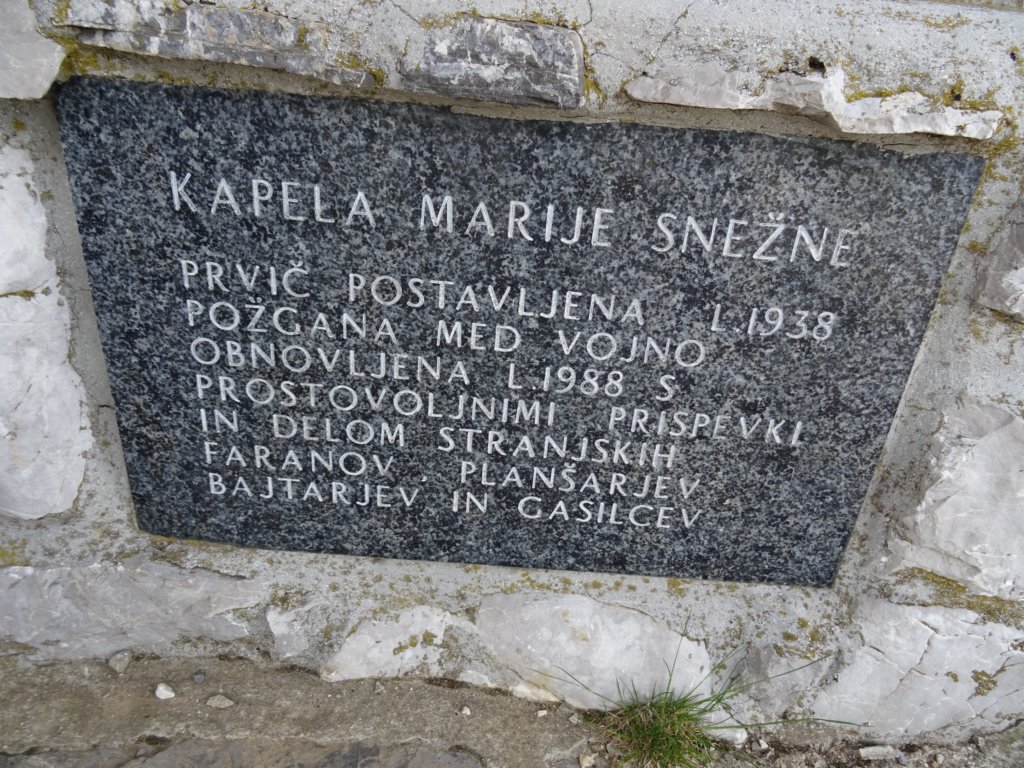 KAPELA MARIJE SNEŽNE
PRVIČ POSTAVLJENA L.1938
POŽGANA MED VOJNO
OBNOVLJENA L.1988 S
PROSTOVOLJNIMI PRISPEVKI
IN DELOM STRANJSKIH
FARANOV, PLANŠARJEV
BAJTARJEV IN GASILCEV